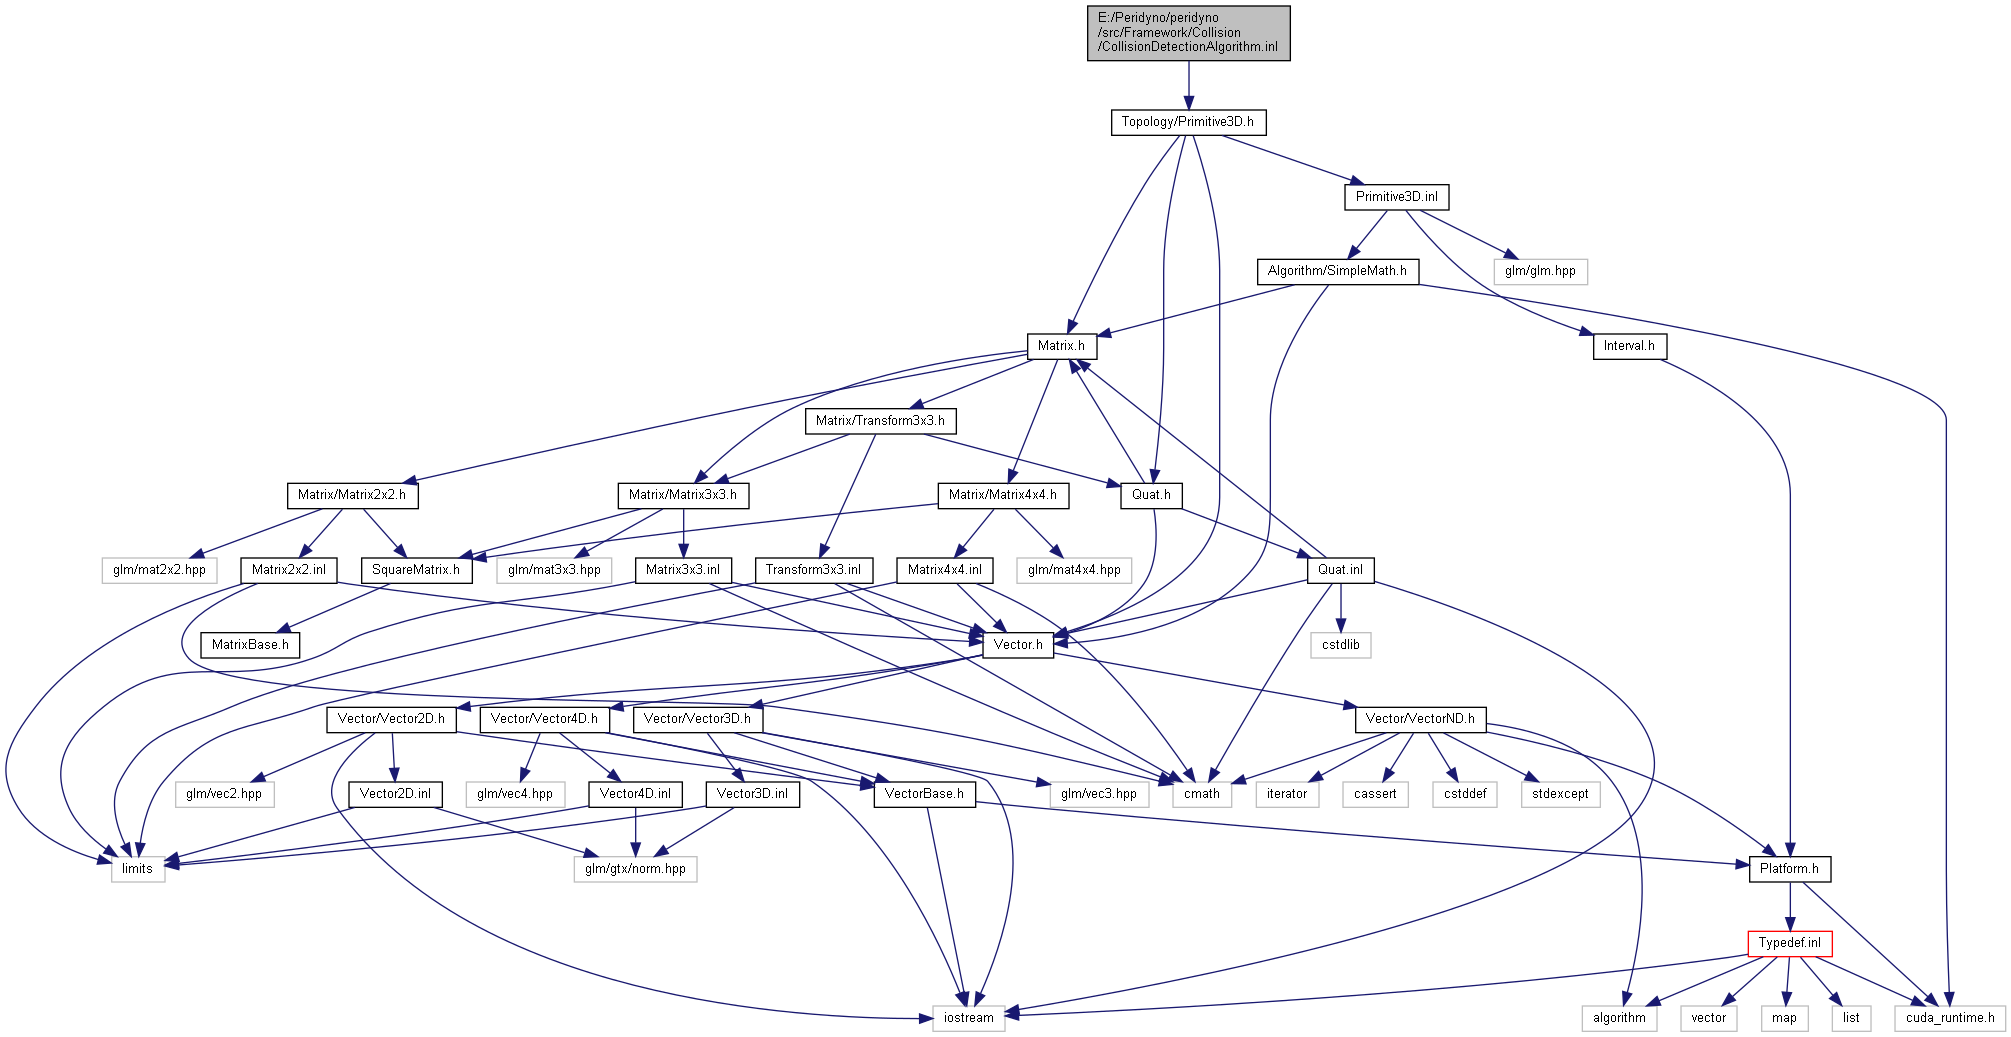 E:/Peridyno/peridyno
/src/Framework/Collision
/CollisionDetectionAlgorithm.inl
Topology/Primitive3D.h
Primitive3D.inl
Algorithm/SimpleMath.h
glm/glm.hpp
Matrix.h
Interval.h
Matrix/Transform3x3.h
Matrix/Matrix2x2.h
Matrix/Matrix3x3.h
Matrix/Matrix4x4.h
Quat.h
glm/mat2x2.hpp
Matrix2x2.inl
SquareMatrix.h
glm/mat3x3.hpp
Matrix3x3.inl
Transform3x3.inl
Matrix4x4.inl
glm/mat4x4.hpp
Quat.inl
MatrixBase.h
Vector.h
cstdlib
Vector/Vector2D.h
Vector/Vector4D.h
Vector/Vector3D.h
Vector/VectorND.h
glm/vec2.hpp
Vector2D.inl
glm/vec4.hpp
Vector4D.inl
Vector3D.inl
VectorBase.h
glm/vec3.hpp
cmath
iterator
cassert
cstddef
stdexcept
limits
glm/gtx/norm.hpp
Platform.h
Typedef.inl
iostream
algorithm
vector
map
list
cuda_runtime.h